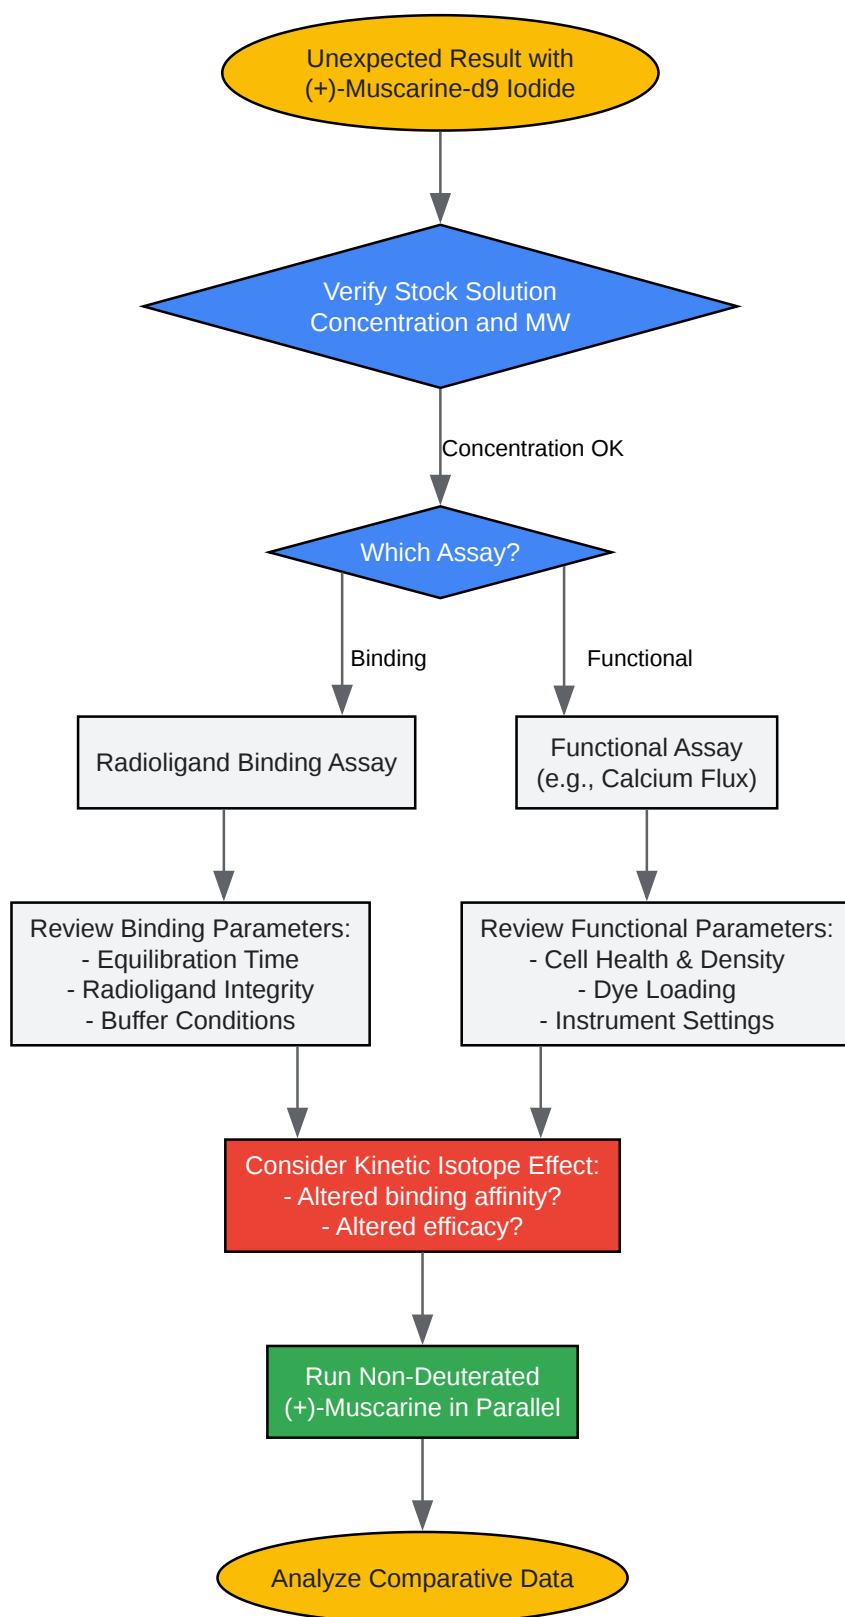 Unexpected Result with
(+)-Muscarine-d9 Iodide
Verify Stock Solution
Concentration and MW
Concentration OK
Which Assay?
Binding
Functional
Radioligand Binding Assay
Functional Assay
(e.g., Calcium Flux)
Review Binding Parameters:
- Equilibration Time
- Radioligand Integrity
- Buffer Conditions
Review Functional Parameters:
- Cell Health & Density
- Dye Loading
- Instrument Settings
Consider Kinetic Isotope Effect:
- Altered binding affinity?
- Altered efficacy?
Run Non-Deuterated
(+)-Muscarine in Parallel
Analyze Comparative Data